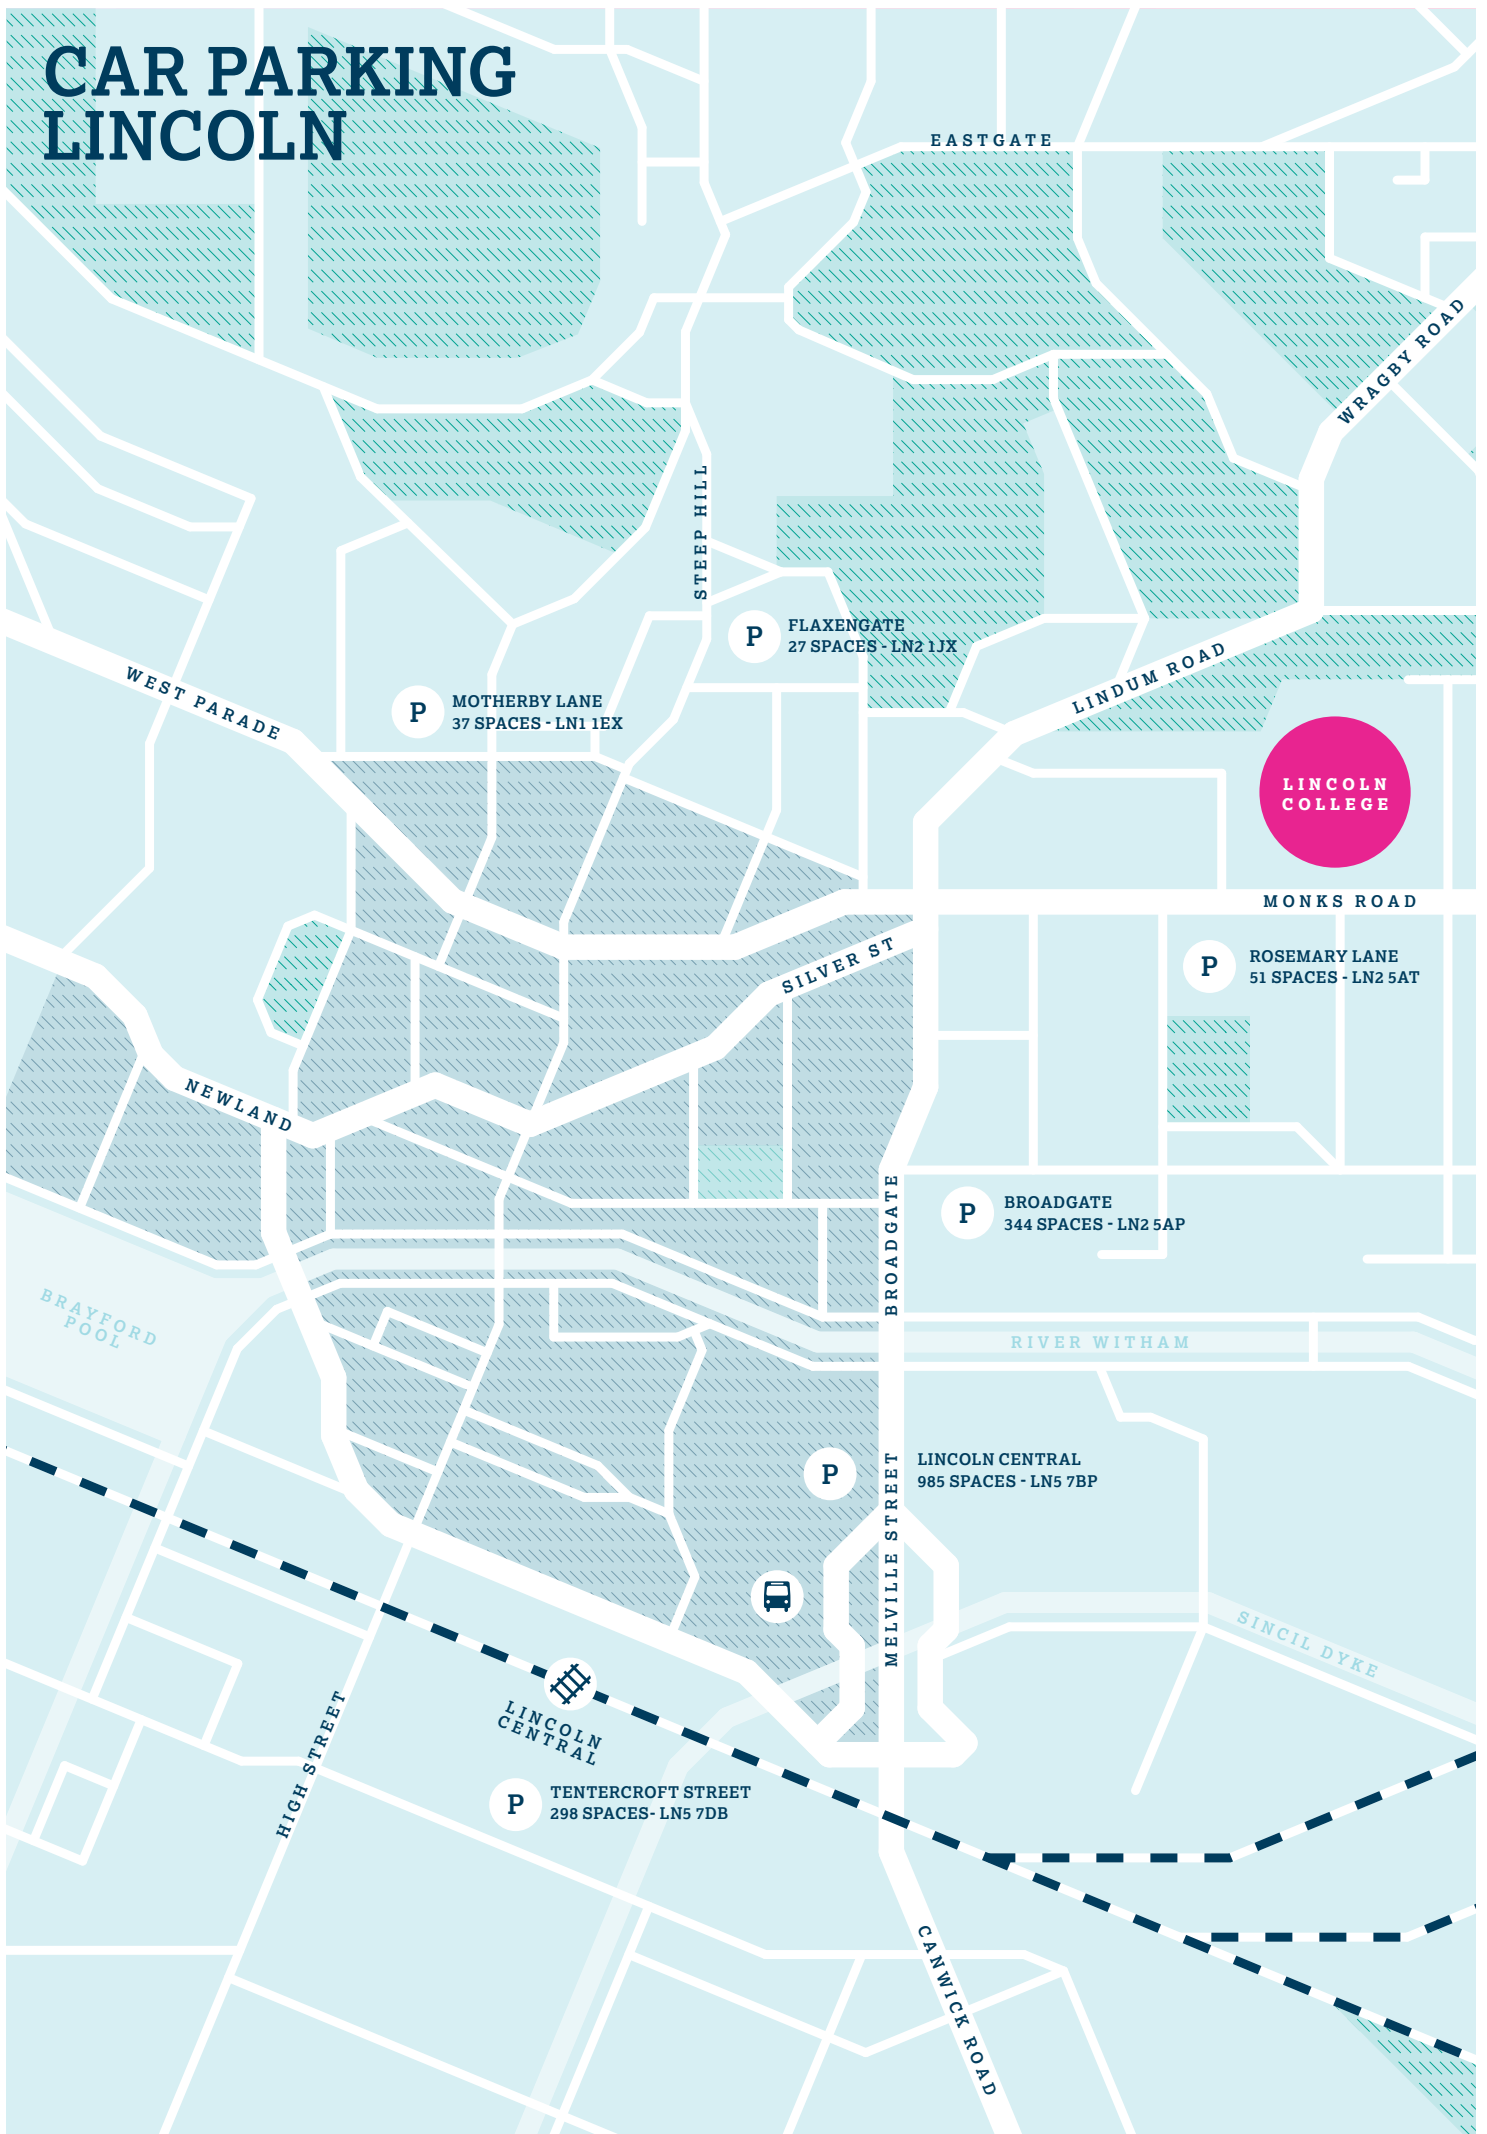 CAR PARKING
LINCOLN
EASTGATE
WRAGBY ROAD
STEEP HILL
P
FLAXENGATE
27 SPACES - LN2 1JX
WEST PARADE
P
MOTHERBY LANE
37 SPACES - LN1 1EX
LINDUM ROAD
LINCOLN
COLLEGE
MONKS ROAD
SILVER ST
P
ROSEMARY LANE
51 SPACES - LN2 5AT
NEWLAND
BROADGATE
P
BROADGATE
344 SPACES - LN2 5AP
BRAYFORD
POOL
RIVER WITHAM
P
MELVILLE STREET
LINCOLN CENTRAL
985 SPACES - LN5 7BP
SINCIL DYKE
HIGH STREET
LINCOLN
CENTRAL
P
TENTERCROFT STREET
298 SPACES- LN5 7DB
CANWICK ROAD